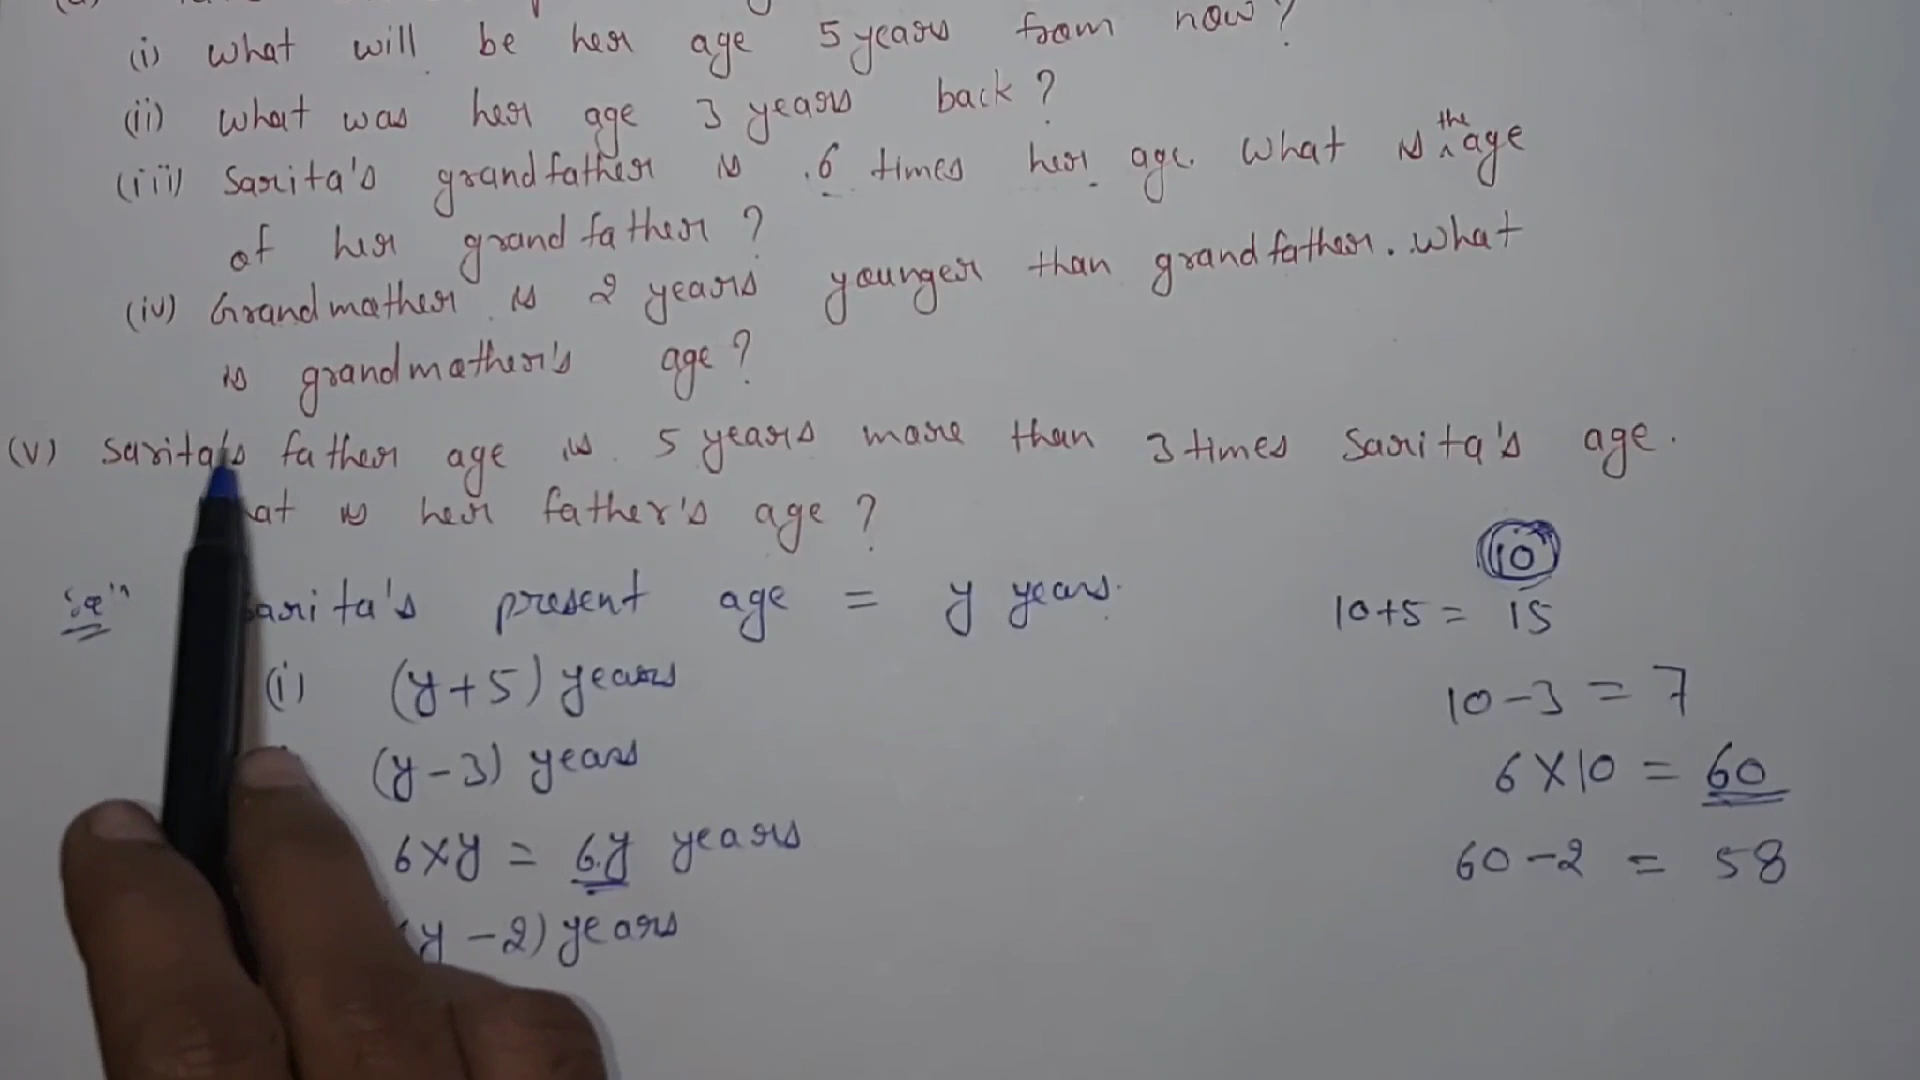 (i) What will be her age 5 years from now?
(ii) What was her age 3 years back?
(iii) Sarita's grandfather is 6 times her age. What is the age
of her grandfather?
(iv) Grandmother is 2 years younger than grandfather. What
is grandmother's age?
(v) Sarita's father age is 5 years more than 3 times Sarita's age.
is her father's age?
Sarita's present age = y years.
(i) (y+5) years
(y-3) years
6×y = 6y years
y-2) years
10
10+5 = 15
10-3 = 7
6×10 = 60
60-2 = 58